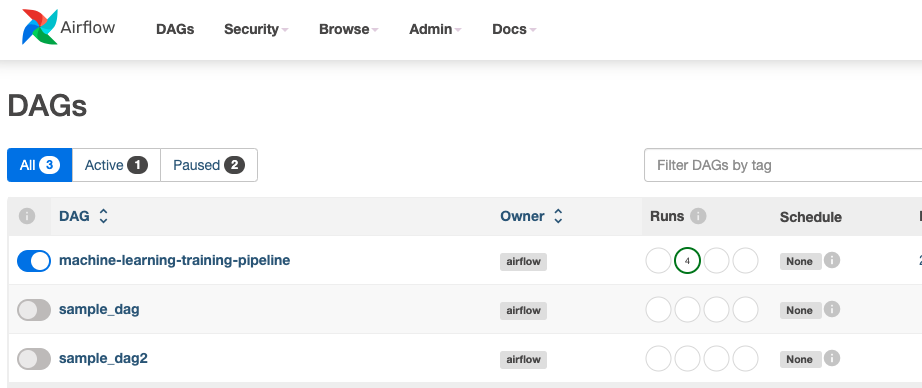 Airflow DAGs Security Browse Admin Docs
DAGs
All 3 Active 1 Paused 2 Filter DAGs by tag
i DAG Owner Runs i Schedule
machine-learning-training-pipeline airflow 4 None i
sample_dag airflow None i
sample_dag2 airflow None i